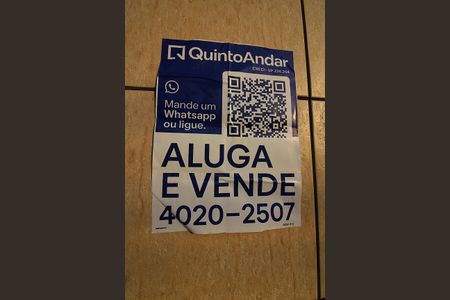 QuintoAndar
Mande um
Whatsapp
ou ligue.
ALUGA
E VENDE
4020-2507